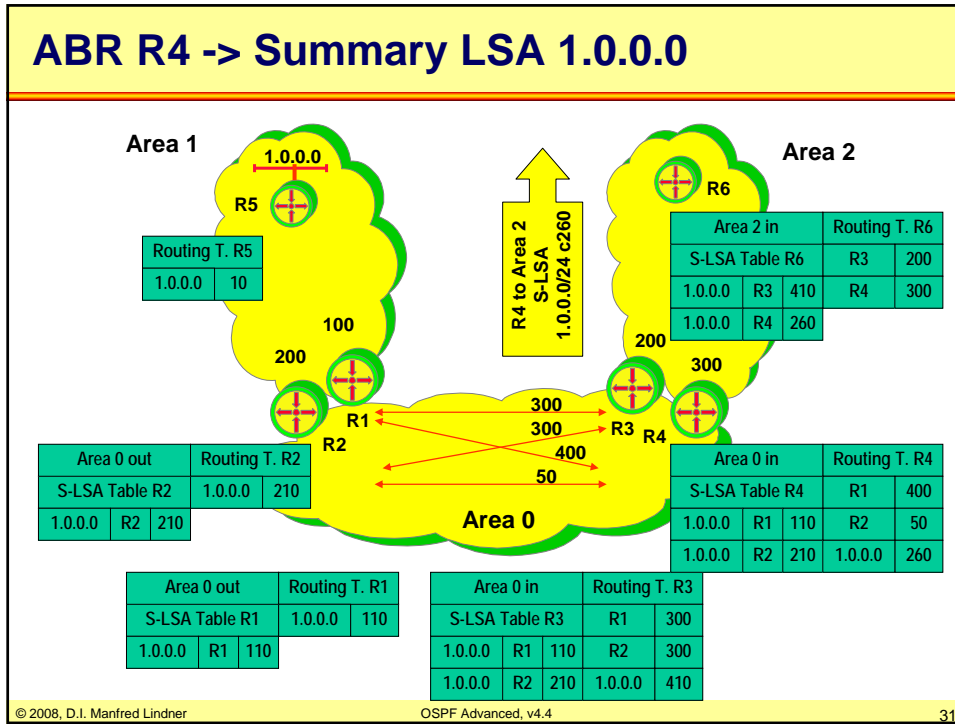 ABR R4 -> Summary LSA 1.0.0.0
Area 1
1.0.0.0
R5
Routing T. R5
1.0.0.0 10
100
200
R1
R2
R4 to Area 2
S-LSA
1.0.0.0/24 c260
Area 2
R6
Area 2 in Routing T. R6
S-LSA Table R6 R3 200
1.0.0.0 R3 410 R4 300
1.0.0.0 R4 260
200
300
R3
R4
300
300
400
50
Area 0
Area 0 out Routing T. R2
S-LSA Table R2 1.0.0.0 210
1.0.0.0 R2 210
Area 0 in Routing T. R4
S-LSA Table R4 R1 400
1.0.0.0 R1 110 R2 50
1.0.0.0 R2 210 1.0.0.0 260
Area 0 out Routing T. R1
S-LSA Table R1 1.0.0.0 110
1.0.0.0 R1 110
Area 0 in Routing T. R3
S-LSA Table R3 R1 300
1.0.0.0 R1 110 R2 300
1.0.0.0 R2 210 1.0.0.0 410
© 2008, D.I. Manfred Lindner
OSPF Advanced, v4.4
31